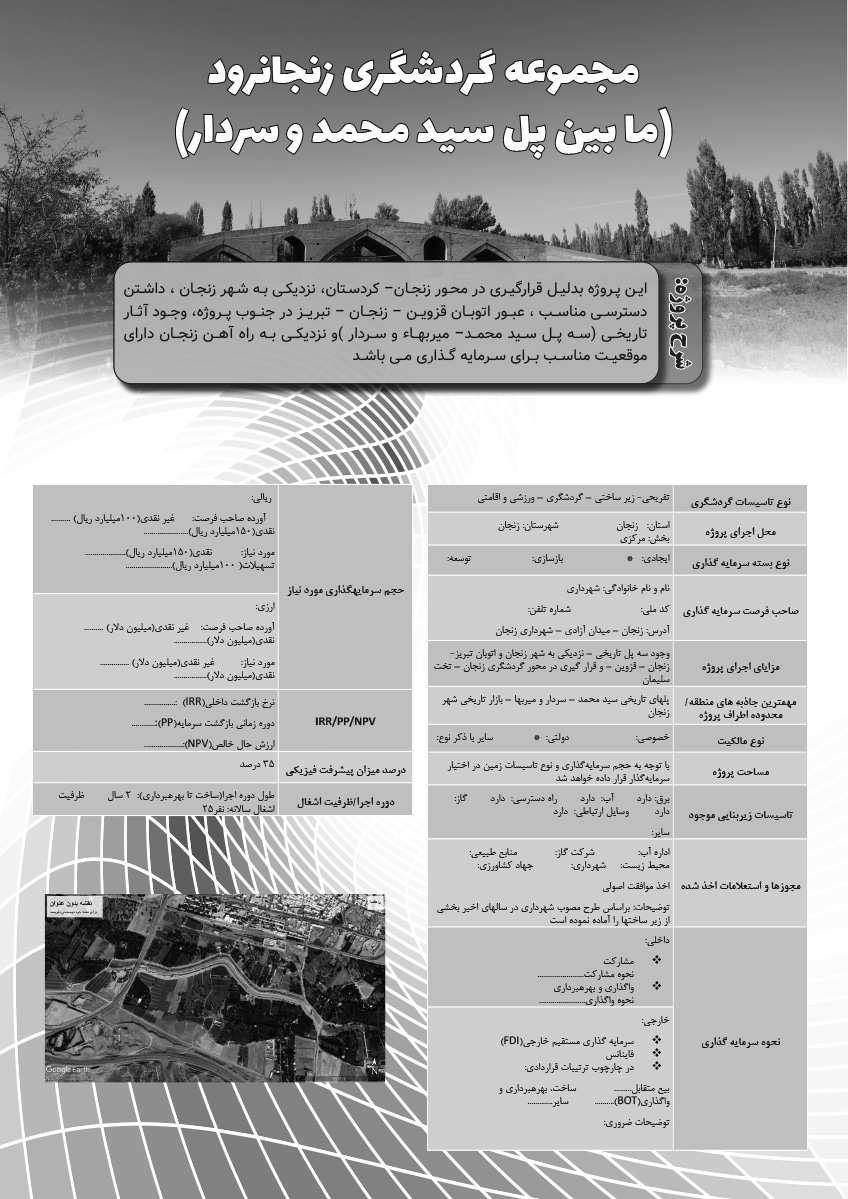 مجموعه گردشگری زنجانرود
(ما بین پل سید محمد و سردار)
شرح پروژه:
این پروژه بدلیل قرارگیری در محور زنجان- کردستان، نزدیکی به شهر زنجان ، داشتن
دسترسی مناسب ، عبور اتوبان قزوین - زنجان - تبریز در جنوب پروژه، وجود آثار
تاریخی (سه پل سید محمد- میربهاء و سردار )و نزدیکی به راه آهن زنجان دارای
موقعیت مناسب برای سرمایه گذاری می باشد
نوع تاسیسات گردشگری
تفریحی- زیر ساختی – گردشگری – ورزشی و اقامتی
محل اجرای پروژه
استان: زنجان شهرستان: زنجان
بخش: مرکزی
نوع بسته سرمایه گذاری
ایجادی: * بازسازی: توسعه:
صاحب فرصت سرمایه گذاری
نام و نام خانوادگی: شهرداری
کد ملی: شماره تلفن:
آدرس: زنجان – میدان آزادی – شهرداری زنجان
مزایای اجرای پروژه
وجود سه پل تاریخی – نزدیکی به شهر زنجان و اتوبان تبریز-
زنجان – قزوین – و قرار گیری در محور گردشگری زنجان – تخت
سلیمان
مهمترین جاذبه های منطقه/
محدوده اطراف پروژه
پلهای تاریخی سید محمد – سردار و میربها – بازار تاریخی شهر
زنجان
نوع مالکیت
خصوصی: دولتی: * سایر با ذکر نوع:
مساحت پروژه
با توجه به حجم سرمایه‌گذاری و نوع تاسیسات زمین در اختیار
سرمایه‌گذار قرار داده خواهد شد
تاسیسات زیربنایی موجود
برق: دارد آب: دارد راه دسترسی: دارد گاز:
دارد وسایل ارتباطی: دارد
سایر:
مجوزها و استعلامات اخذ شده
اداره آب: شرکت گاز: منابع طبیعی:
محیط زیست: شهرداری: جهاد کشاورزی:
اخذ موافقت اصولی
توضیحات: براساس طرح مصوب شهرداری در سالهای اخیر بخشی
از زیر ساختها را آماده نموده است
نحوه سرمایه گذاری
داخلی:
❖ مشارکت
نحوه مشارکت........................
❖ واگذاری و بهرهبرداری
نحوه واگذاری........................
خارجی:
❖ سرمایه گذاری مستقیم خارجی(FDI)
❖ فاینانس
❖ در چارچوب ترتیبات قراردادی:
بیع متقابل......... ساخت، بهرهبرداری و
واگذاری(BOT).......... سایر.............
توضیحات ضروری:
حجم سرمایهگذاری مورد نیاز
ریالی:
آورده صاحب فرصت: غیر نقدی(۱۰۰میلیارد ریال) ..........
نقدی(۱۵۰میلیارد ریال).......................
مورد نیاز: نقدی(۱۵۰میلیارد ریال).....................
تسهیلات( ۱۰۰میلیارد ریال)........................
ارزی:
آورده صاحب فرصت: غیر نقدی(میلیون دلار) ..........
نقدی(میلیون دلار).................
مورد نیاز: غیر نقدی(میلیون دلار) ...............
نقدی(میلیون دلار).................
IRR/PP/NPV
نرخ بازگشت داخلی(IRR) :................
دوره زمانی بازگشت سرمایه(PP):............
ارزش حال خالص(NPV):.....................
درصد میزان پیشرفت فیزیکی
۳۵ درصد
دوره اجرا/ظرفیت اشغال
طول دوره اجرا(ساخت تا بهرهبرداری): ۲ سال ظرفیت
اشغال سالانه: نفر۲۵
نقشه بدون عنوان
Google Earth
N